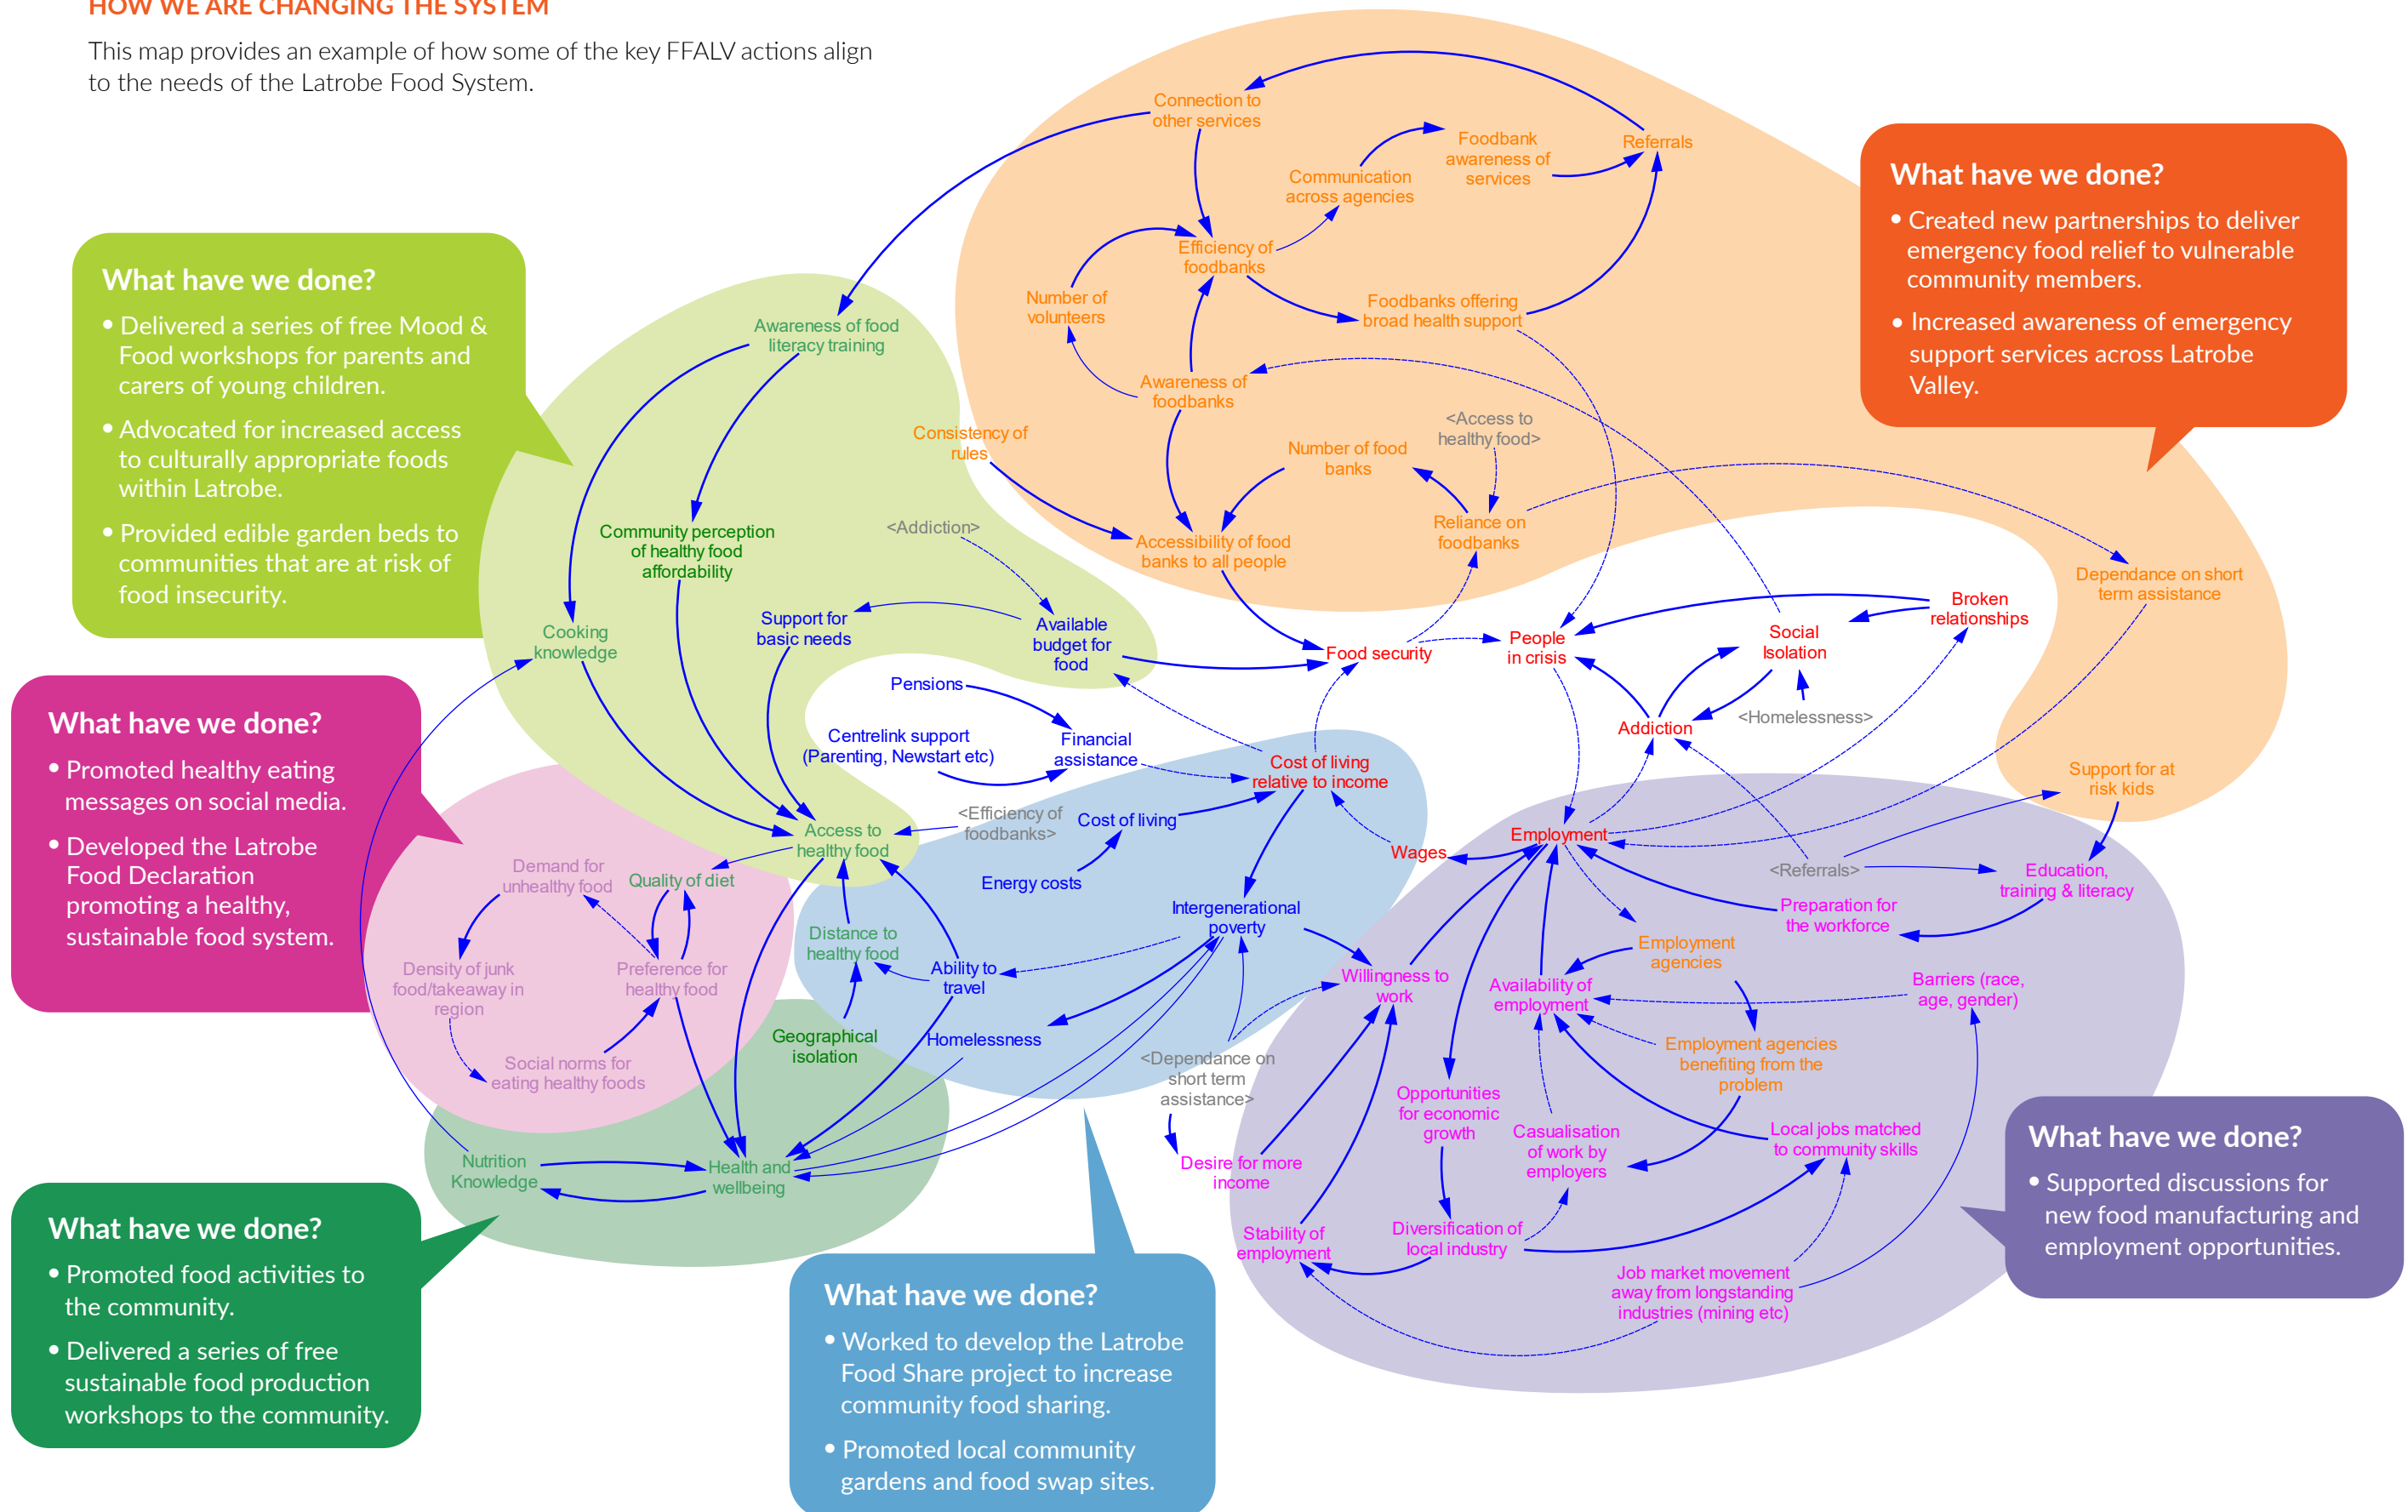 HOW WE ARE CHANGING THE SYSTEM
This map provides an example of how some of the key FFALV actions align
to the needs of the Latrobe Food System.
What have we done?
• Delivered a series of free Mood &
Food workshops for parents and
carers of young children.
• Advocated for increased access
to culturally appropriate foods
within Latrobe.
• Provided edible garden beds to
communities that are at risk of
food insecurity.
What have we done?
• Promoted healthy eating
messages on social media.
• Developed the Latrobe
Food Declaration
promoting a healthy,
sustainable food system.
What have we done?
• Promoted food activities to
the community.
• Delivered a series of free
sustainable food production
workshops to the community.
What have we done?
• Worked to develop the Latrobe
Food Share project to increase
community food sharing.
• Promoted local community
gardens and food swap sites.
What have we done?
• Created new partnerships to deliver
emergency food relief to vulnerable
community members.
• Increased awareness of emergency
support services across Latrobe
Valley.
What have we done?
• Supported discussions for
new food manufacturing and
employment opportunities.
Connection to
other services
Foodbank
awareness of
services
Referrals
Communication
across agencies
Efficiency of
foodbanks
Number of
volunteers
Foodbanks offering
broad health support
Awareness of
foodbanks
Consistency of
rules
Number of food
banks
<Access to
healthy food>
Reliance on
foodbanks
Accessibility of food
banks to all people
Dependance on short
term assistance
Support for at
risk kids
Awareness of food
literacy training
Community perception
of healthy food
affordability
<Addiction>
Cooking
knowledge
Support for
basic needs
Available
budget for
food
Food security
People
in crisis
Social
Isolation
Broken
relationships
Addiction
<Homelessness>
Pensions
Centrelink support
(Parenting, Newstart etc)
Financial
assistance
Cost of living
relative to income
<Efficiency of
foodbanks>
Cost of living
Energy costs
Access to
healthy food
Demand for
unhealthy food
Quality of diet
Density of junk
food/takeaway in
region
Preference for
healthy food
Social norms for
eating healthy foods
Distance to
healthy food
Ability to
travel
Geographical
isolation
Homelessness
Intergenerational
poverty
<Dependance on
short term
assistance>
Nutrition
Knowledge
Health and
wellbeing
Wages
Employment
<Referrals>
Education,
training & literacy
Preparation for
the workforce
Employment
agencies
Willingness to
work
Availability of
employment
Barriers (race,
age, gender)
Employment agencies
benefiting from the
problem
Opportunities
for economic
growth
Casualisation
of work by
employers
Local jobs matched
to community skills
Desire for more
income
Stability of
employment
Diversification of
local industry
Job market movement
away from longstanding
industries (mining etc)